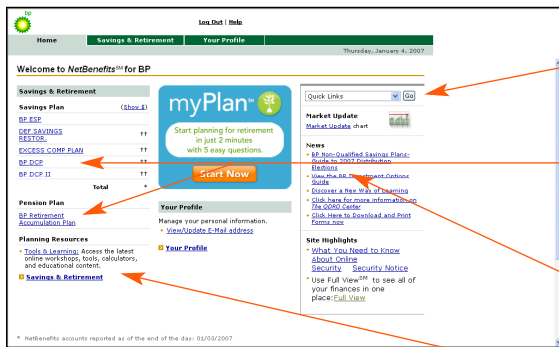 bp
Log Out | Help
Home
Savings & Retirement
Your Profile
Thursday, January 4, 2007
Welcome to NetBenefits℠ for BP
Savings & Retirement
Savings Plan (Show $)
BP ESP
DEF SAVINGS ††
RESTOR.
EXCESS COMP PLAN ††
BP DCP ††
BP DCP II ††
Total *
Pension Plan
BP Retirement
Accumulation Plan
Planning Resources
• Tools & Learning: Access the latest
online workshops, tools, calculators,
and educational content.
Savings & Retirement
myPlan℠
Start planning for retirement
in just 2 minutes
with 5 easy questions.
Start Now
Your Profile
Manage your personal information.
• View/Update E-Mail address
Your Profile
Quick Links Go
Market Update
Market Update chart
News
• BP Non-Qualified Savings Plans-
Guide to 2007 Distribution
Elections
• View the BP Department Options
Guide
• Discover a New Way of Learning
• Click here for more information on
The QDRO Center
• Click Here to Download and Print
Forms now
Site Highlights
• What You Need to Know
About Online
Security Security Notice
• Use Full View℠ to see all of
your finances in one
place:Full View
* NetBenefits accounts reported as of the end of the day: 01/03/2007